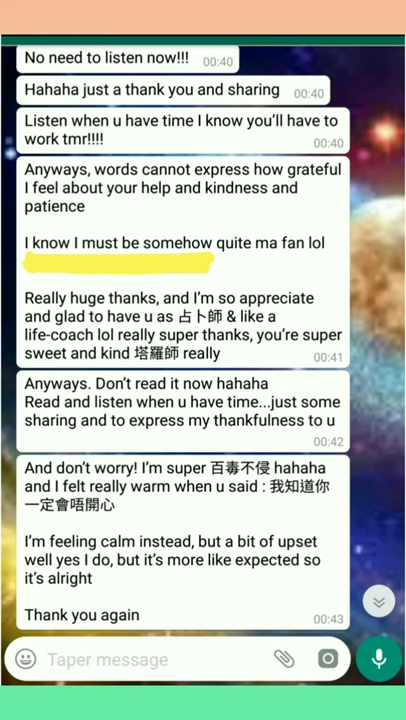 No need to listen now!!! 00:40
Hahaha just a thank you and sharing 00:40
Listen when u have time I know you'll have to
work tmr!!!! 00:40
Anyways, words cannot express how grateful
I feel about your help and kindness and
patience
I know I must be somehow quite ma fan lol
Really huge thanks, and I'm so appreciate
and glad to have u as 占卜師 & like a
life-coach lol really super thanks, you're super
sweet and kind 塔羅師 really 00:41
Anyways. Don't read it now hahaha
Read and listen when u have time...just some
sharing and to express my thankfulness to u
00:42
And don't worry! I'm super 百毒不侵 hahaha
and I felt really warm when u said : 我知道你
一定會唔開心
I'm feeling calm instead, but a bit of upset
well yes I do, but it's more like expected so
it's alright
Thank you again 00:43
Taper message